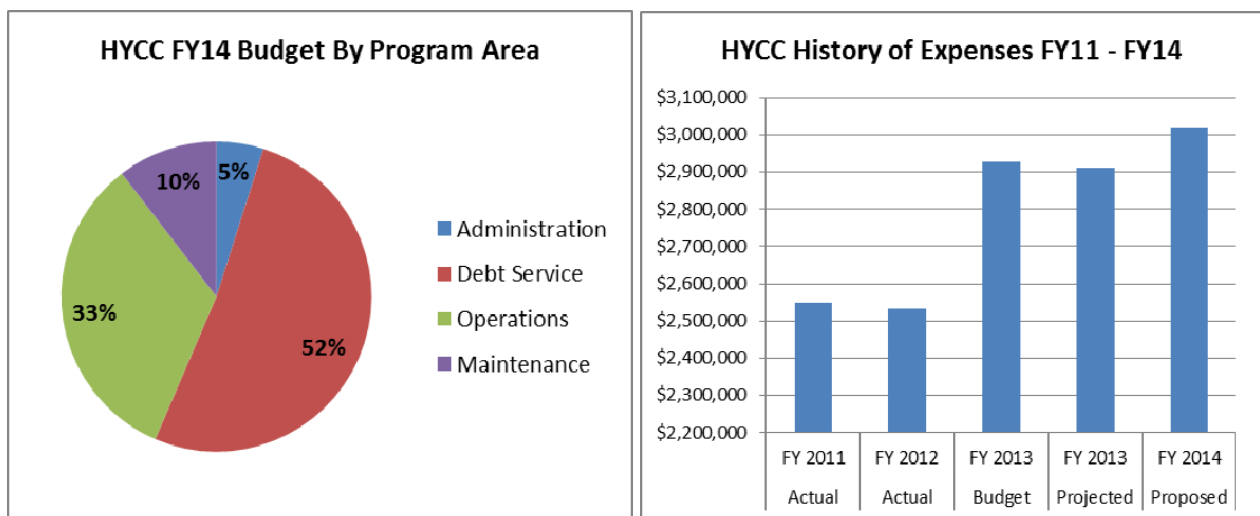 HYCC FY14 Budget By Program Area
5%
10%
33%
52%
Administration
Debt Service
Operations
Maintenance
HYCC History of Expenses FY11 - FY14
$3,100,000
$3,000,000
$2,900,000
$2,800,000
$2,700,000
$2,600,000
$2,500,000
$2,400,000
$2,300,000
$2,200,000
FY 2011 FY 2012 FY 2013 FY 2013 FY 2014
Actual Actual Budget Projected Proposed